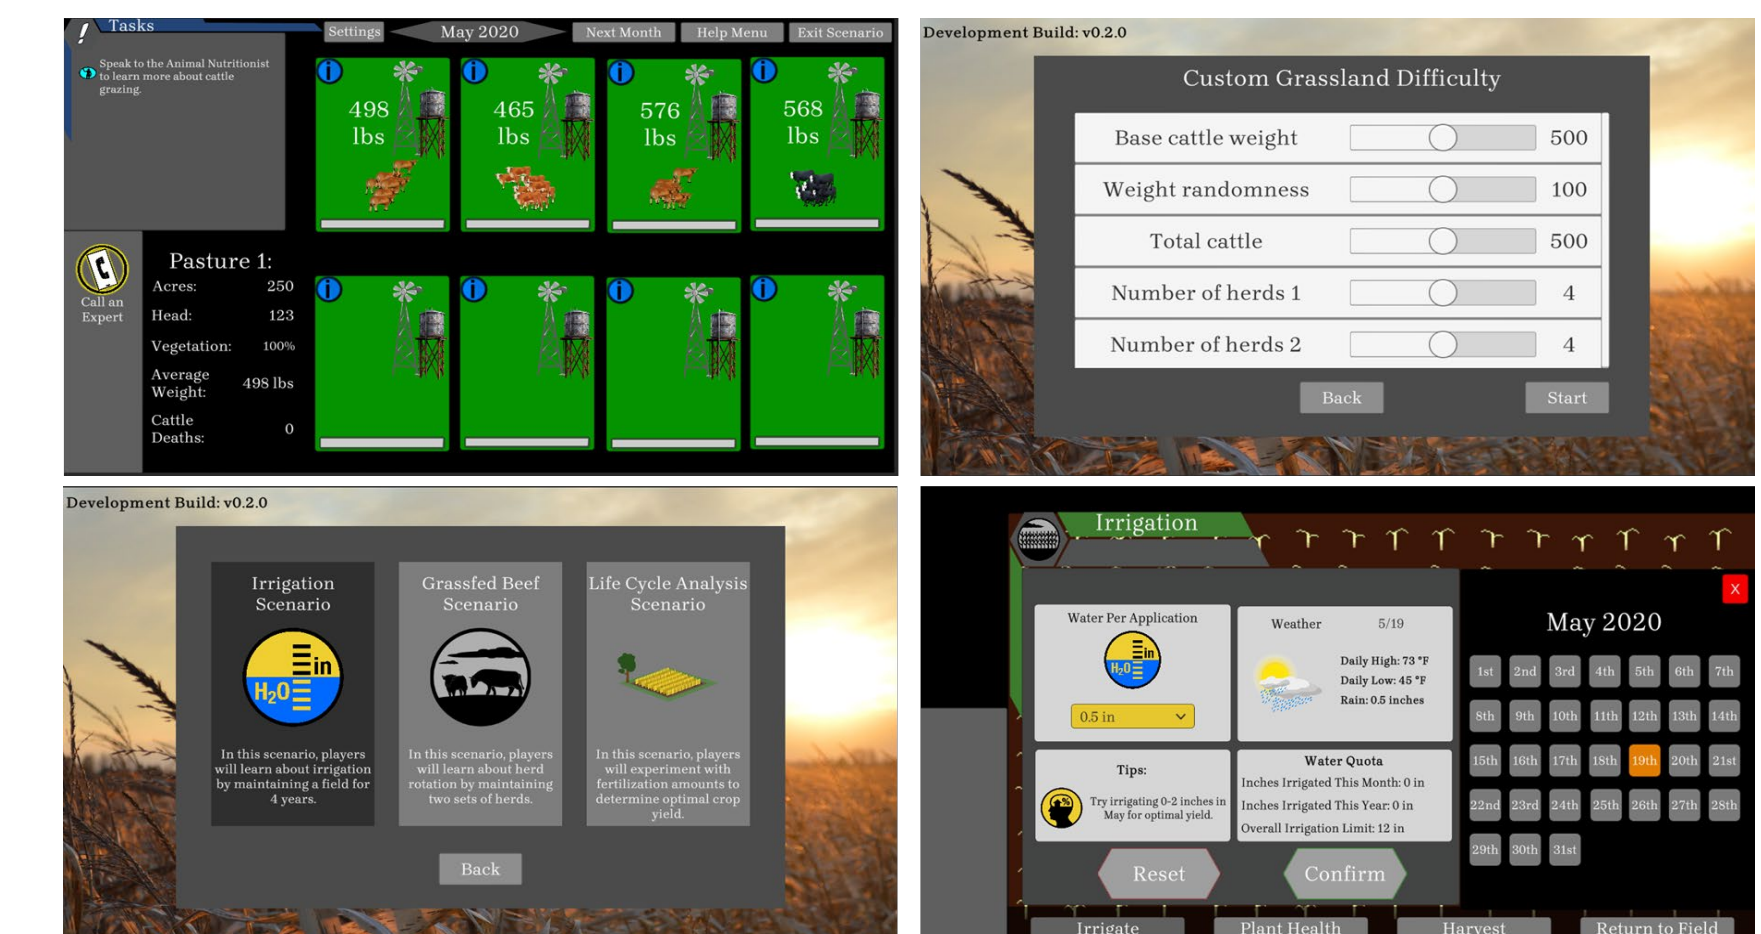 Tasks
Settings
May 2020
Next Month
Help Menu
Exit Scenario
Speak to the Animal Nutritionist
to learn more about cattle
grazing.
498
lbs
465
lbs
576
lbs
568
lbs
Call an
Expert
Pasture 1:
Acres: 250
Head: 123
Vegetation: 100%
Average
Weight: 498 lbs
Cattle
Deaths: 0
Development Build: v0.2.0
Custom Grassland Difficulty
Base cattle weight 500
Weight randomness 100
Total cattle 500
Number of herds 1 4
Number of herds 2 4
Back
Start
Development Build: v0.2.0
Irrigation
Scenario
in
H₂O
In this scenario, players
will learn about irrigation
by maintaining a field for
4 years.
Grassfed Beef
Scenario
In this scenario, players
will learn about herd
rotation by maintaining
two sets of herds.
Life Cycle Analysis
Scenario
In this scenario, players
will experiment with
fertilization amounts to
determine optimal crop
yield.
Back
Irrigation
X
Water Per Application
in
H₂O
0.5 in
Weather 5/19
Daily High: 73 °F
Daily Low: 45 °F
Rain: 0.5 inches
Tips:
Try irrigating 0-2 inches in
May for optimal yield.
Water Quota
Inches Irrigated This Month: 0 in
Inches Irrigated This Year: 0 in
Overall Irrigation Limit: 12 in
Reset
Confirm
May 2020
1st 2nd 3rd 4th 5th 6th 7th
8th 9th 10th 11th 12th 13th 14th
15th 16th 17th 18th 19th 20th 21st
22nd 23rd 24th 25th 26th 27th 28th
29th 30th 31st
Irrigate
Plant Health
Harvest
Return to Field